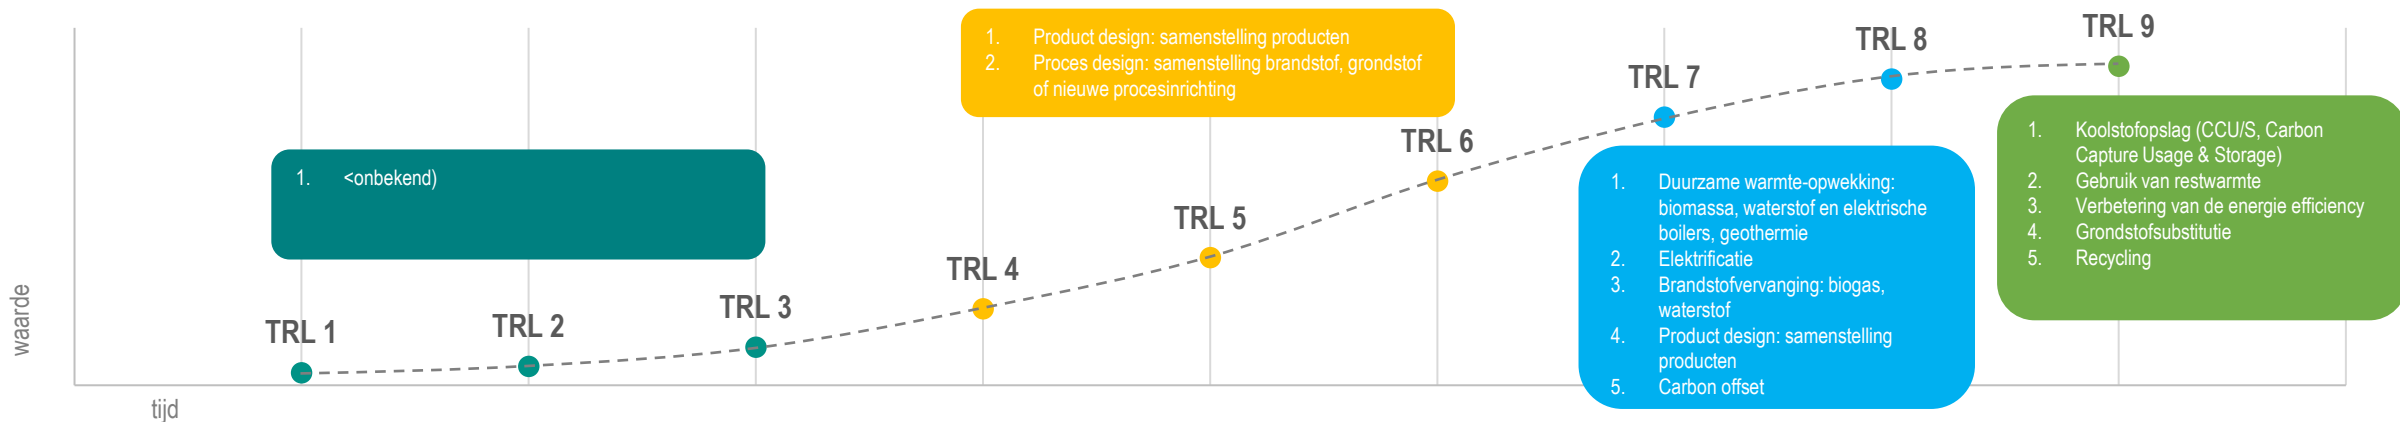 waarde
tijd
TRL 1
TRL 2
TRL 3
TRL 4
TRL 5
TRL 6
TRL 7
TRL 8
TRL 9
1. <onbekend)
1. Product design: samenstelling producten
2. Proces design: samenstelling brandstof, grondstof
of nieuwe procesinrichting
1. Duurzame warmte-opwekking:
biomassa, waterstof en elektrische
boilers, geothermie
2. Elektrificatie
3. Brandstofvervanging: biogas,
waterstof
4. Product design: samenstelling
producten
5. Carbon offset
1. Koolstofopslag (CCU/S, Carbon
Capture Usage & Storage)
2. Gebruik van restwarmte
3. Verbetering van de energie efficiency
4. Grondstofsubstitutie
5. Recycling